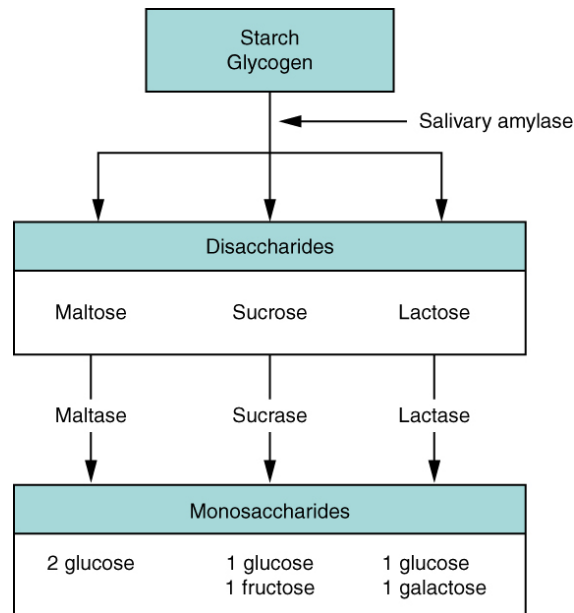 Starch
Glycogen
Salivary amylase
Disaccharides
Maltose Sucrose Lactose
Maltase Sucrase Lactase
Monosaccharides
2 glucose 1 glucose 1 glucose
1 fructose 1 galactose